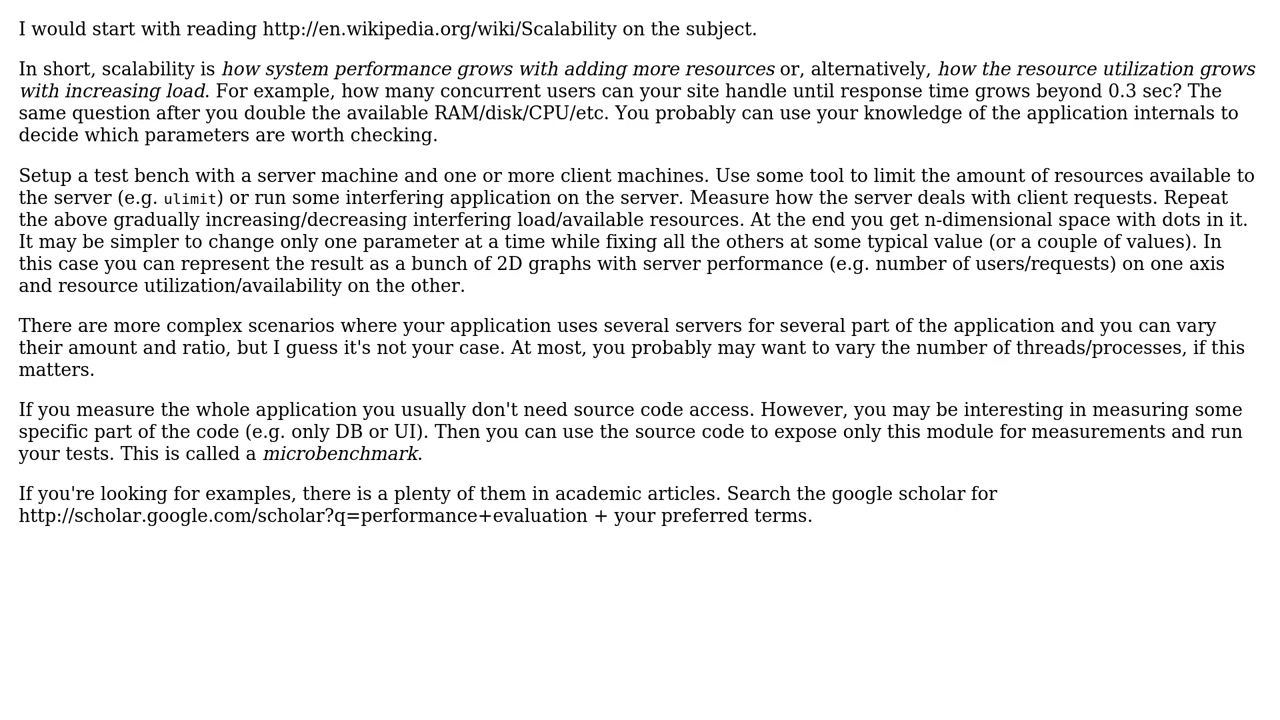 I would start with reading http://en.wikipedia.org/wiki/Scalability on the subject.
In short, scalability is how system performance grows with adding more resources or, alternatively, how the resource utilization grows
with increasing load. For example, how many concurrent users can your site handle until response time grows beyond 0.3 sec? The
same question after you double the available RAM/disk/CPU/etc. You probably can use your knowledge of the application internals to
decide which parameters are worth checking.
Setup a test bench with a server machine and one or more client machines. Use some tool to limit the amount of resources available to
the server (e.g. ulimit) or run some interfering application on the server. Measure how the server deals with client requests. Repeat
the above gradually increasing/decreasing interfering load/available resources. At the end you get n-dimensional space with dots in it.
It may be simpler to change only one parameter at a time while fixing all the others at some typical value (or a couple of values). In
this case you can represent the result as a bunch of 2D graphs with server performance (e.g. number of users/requests) on one axis
and resource utilization/availability on the other.
There are more complex scenarios where your application uses several servers for several part of the application and you can vary
their amount and ratio, but I guess it's not your case. At most, you probably may want to vary the number of threads/processes, if this
matters.
If you measure the whole application you usually don't need source code access. However, you may be interesting in measuring some
specific part of the code (e.g. only DB or UI). Then you can use the source code to expose only this module for measurements and run
your tests. This is called a microbenchmark.
If you're looking for examples, there is a plenty of them in academic articles. Search the google scholar for
http://scholar.google.com/scholar?q=performance+evaluation + your preferred terms.